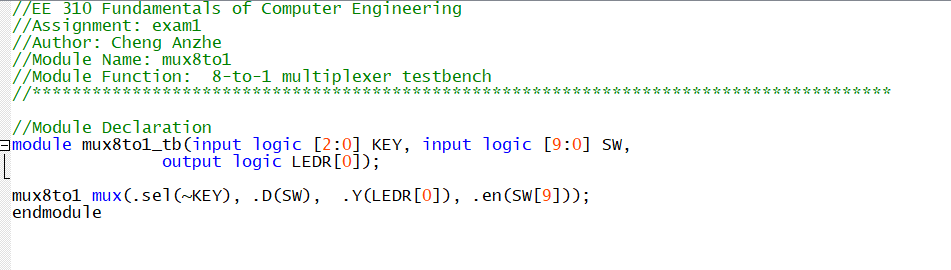 //EE 310 Fundamentals of Computer Engineering
//Assignment: exam1
//Author: Cheng Anzhe
//Module Name: mux8to1
//Module Function:  8-to-1 multiplexer testbench
//**************************************************************************************
//Module Declaration
module mux8to1_tb(input logic [2:0] KEY, input logic [9:0] SW,
output logic LEDR[0]);
mux8to1 mux(.sel(~KEY), .D(SW),  .Y(LEDR[0]), .en(SW[9]));
endmodule